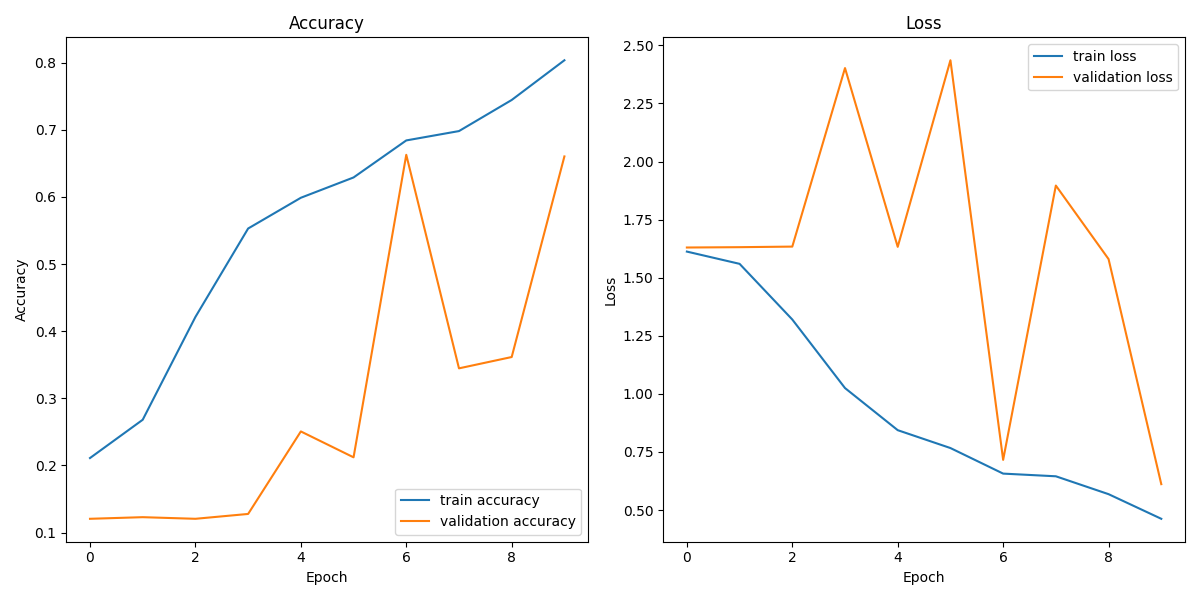 Accuracy
Accuracy
0.8
0.7
0.6
0.5
0.4
0.3
0.2
0.1
train accuracy
validation accuracy
0 2 4 6 8
Epoch
Loss
Loss
2.50
2.25
2.00
1.75
1.50
1.25
1.00
0.75
0.50
train loss
validation loss
0 2 4 6 8
Epoch